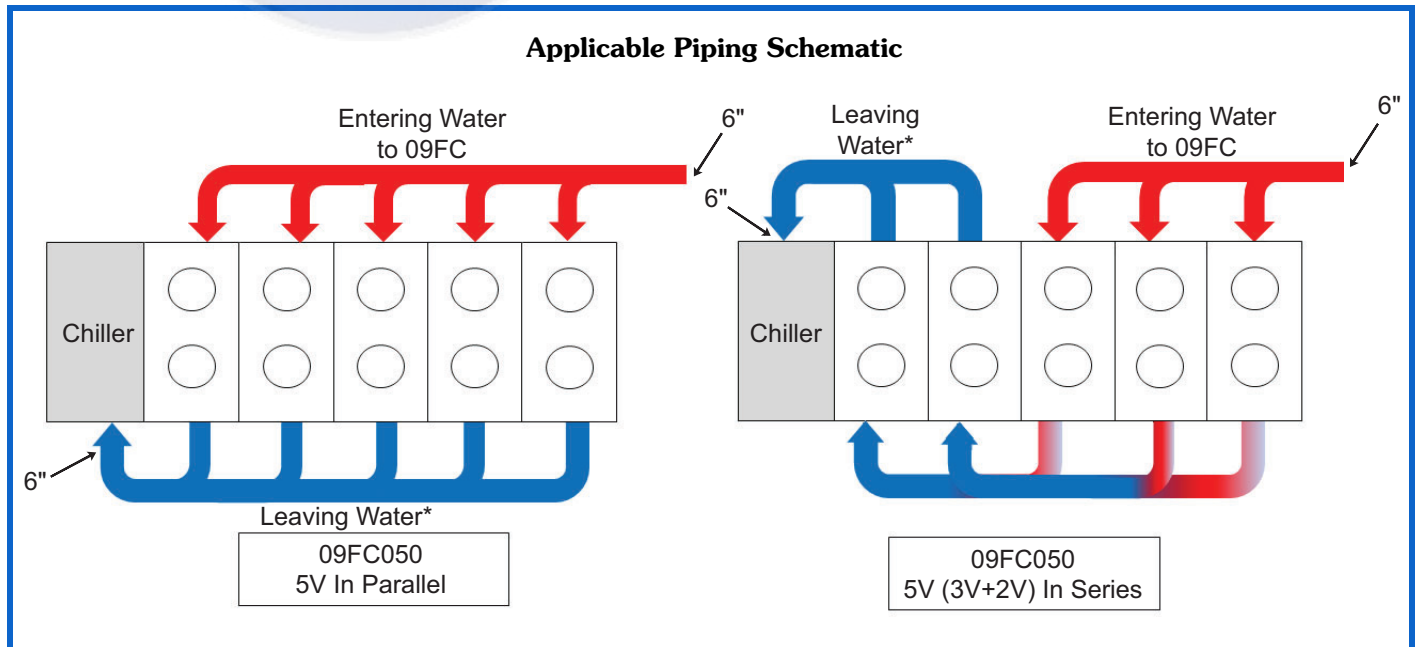 Applicable Piping Schematic
Entering Water
to 09FC
6"
Chiller
6"
Leaving Water*
09FC050
5V In Parallel
Leaving
Water*
6"
Entering Water
to 09FC
6"
Chiller
09FC050
5V (3V+2V) In Series